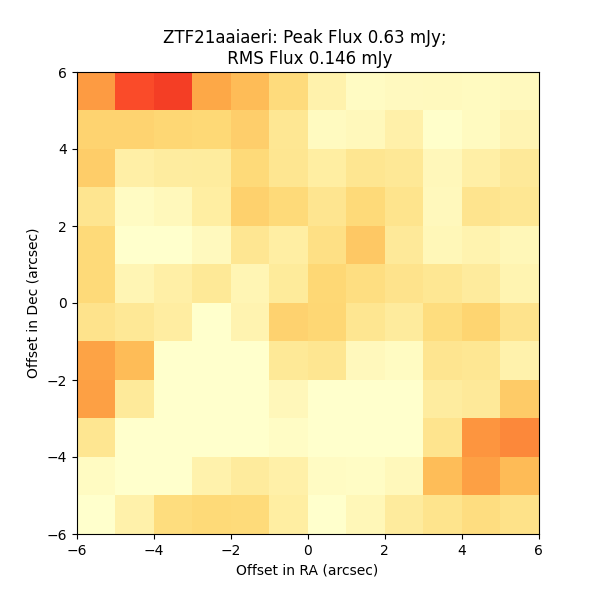 ZTF21aaiaeri: Peak Flux 0.63 mJy;
RMS Flux 0.146 mJy
6
4
2
0
−2
−4
−6
Offset in Dec (arcsec)
−6 −4 −2 0 2 4 6
Offset in RA (arcsec)